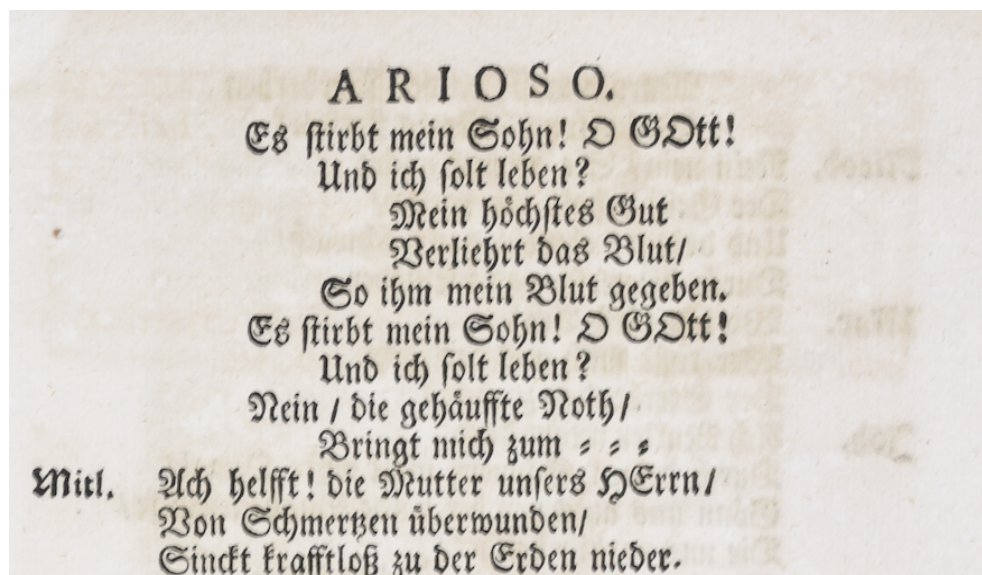 ARIOSO.
Es stirbt mein Sohn! O GOtt!
Und ich solt leben?
Mein höchstes Gut
Verliehrt das Blut/
So ihm mein Blut gegeben.
Es stirbt mein Sohn! O GOtt!
Und ich solt leben?
Nein / die gehäuffte Noth/
Bringt mich zum = = =
Mitl. Ach helfft! die Mutter unsers HErrn/
Von Schmertzen überwunden/
Sinckt krafftloß zu der Erden nieder.